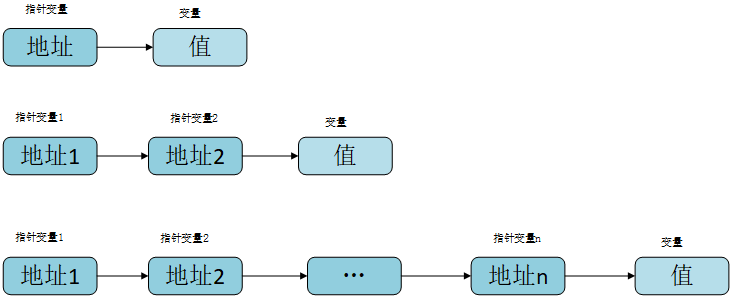 指针变量 变量
地址 值
指针变量1 指针变量2 变量
地址1 地址2 值
指针变量1 指针变量2 指针变量n 变量
地址1 地址2 … 地址n 值